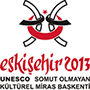 eskişehir 2013
UNESCO SOMUT OLMAYAN
KÜLTÜREL MİRAS BAŞKENTİ